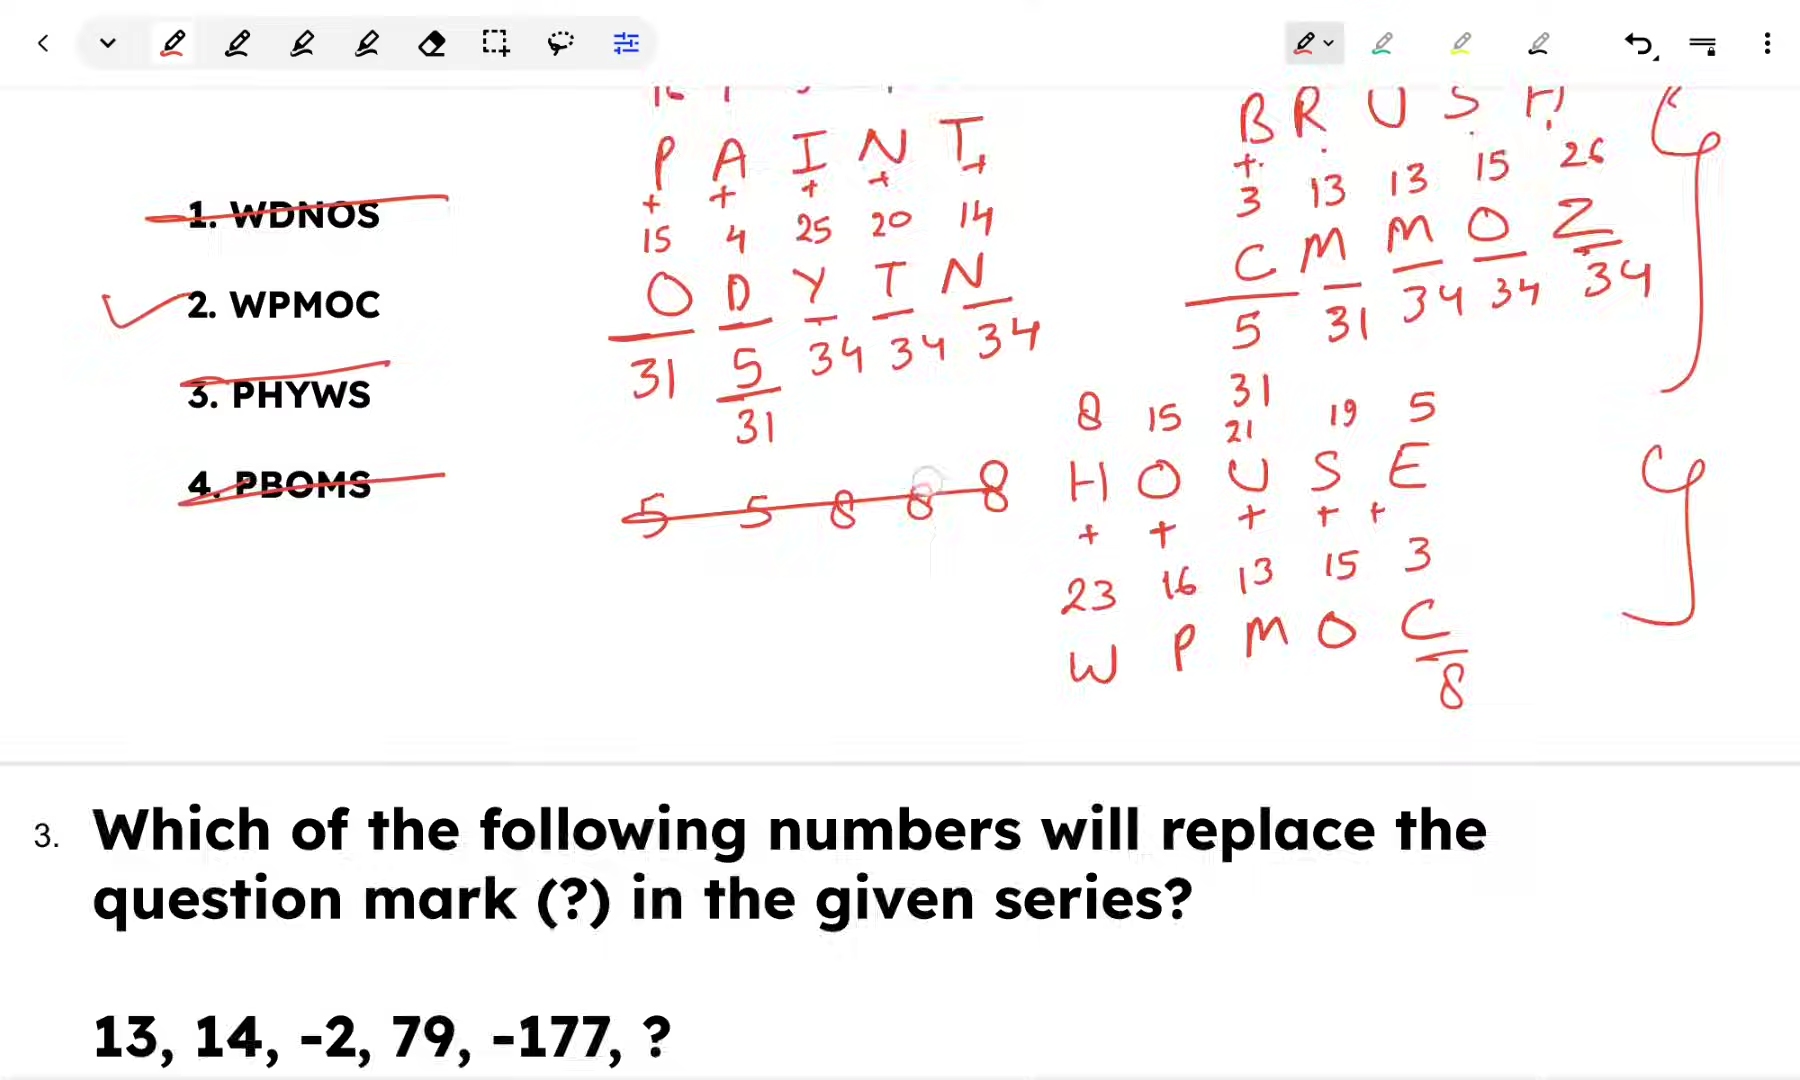 1. WDNOS
2. WPMOC
3. PHYWS
4. PBOMS
P A I N T
+ + + + +
15 4 25 20 14
O D Y T N
31 5 34 34 34
31
5 5 8 8 8
B R U S H
+
3 13 13 15 26
C M M O Z
5 31 34 34 34
31
8 15 21 19 5
H O U S E
+ + + + +
23 16 13 15 3
W P M O C
8
3. Which of the following numbers will replace the
question mark (?) in the given series?
13, 14, -2, 79, -177, ?